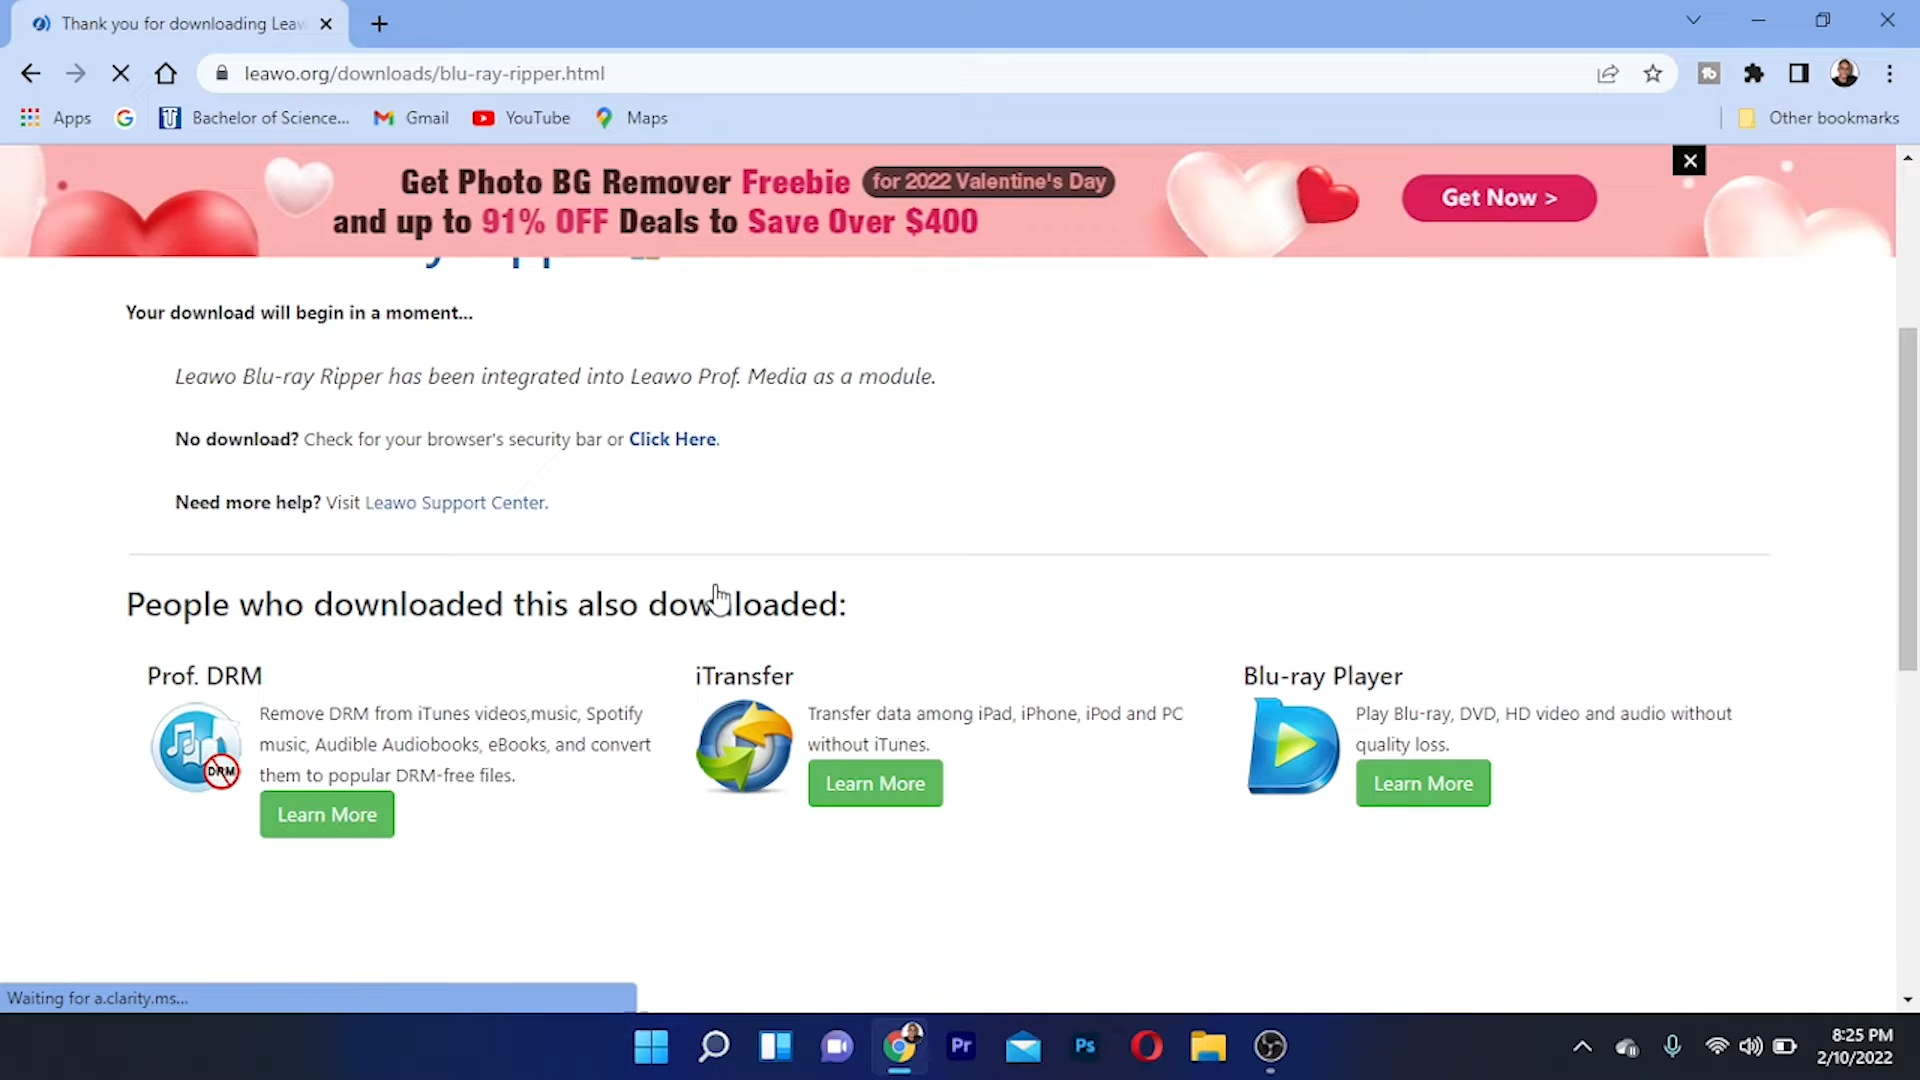 Thank you for downloading Leaw
leawo.org/downloads/blu-ray-ripper.html
Apps
Bachelor of Science...
Gmail
YouTube
Maps
Other bookmarks
Get Photo BG Remover Freebie for 2022 Valentine's Day
and up to 91% OFF Deals to Save Over $400
Get Now >
Your download will begin in a moment...
Leawo Blu-ray Ripper has been integrated into Leawo Prof. Media as a module.
No download? Check for your browser's security bar or Click Here.
Need more help? Visit Leawo Support Center.
People who downloaded this also downloaded:
Prof. DRM
Remove DRM from iTunes videos,music, Spotify
music, Audible Audiobooks, eBooks, and convert
them to popular DRM-free files.
Learn More
DRM
iTransfer
Transfer data among iPad, iPhone, iPod and PC
without iTunes.
Learn More
Blu-ray Player
Play Blu-ray, DVD, HD video and audio without
quality loss.
Learn More
Waiting for a.clarity.ms...
Pr
Ps
8:25 PM
2/10/2022